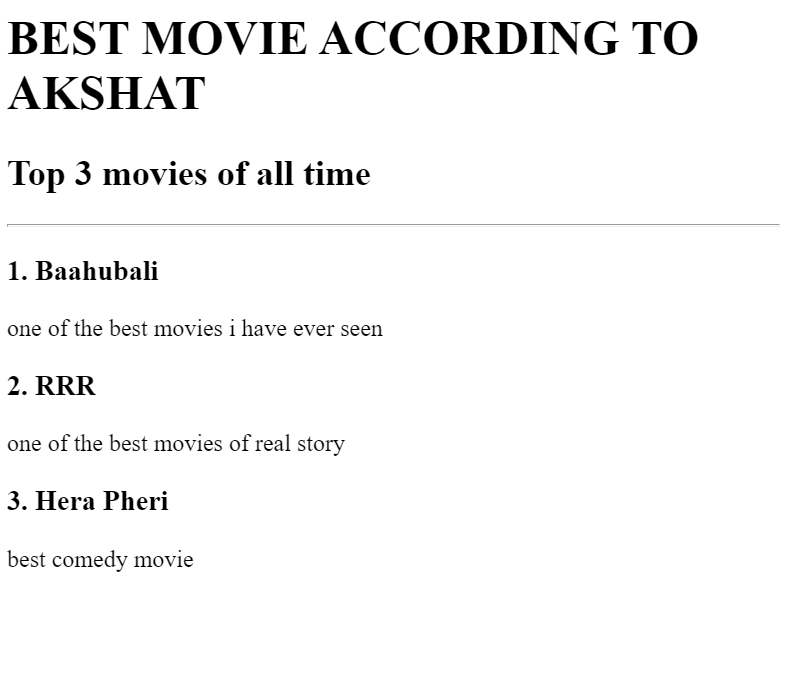 BEST MOVIE ACCORDING TO
AKSHAT
Top 3 movies of all time
1. Baahubali
one of the best movies i have ever seen
2. RRR
one of the best movies of real story
3. Hera Pheri
best comedy movie